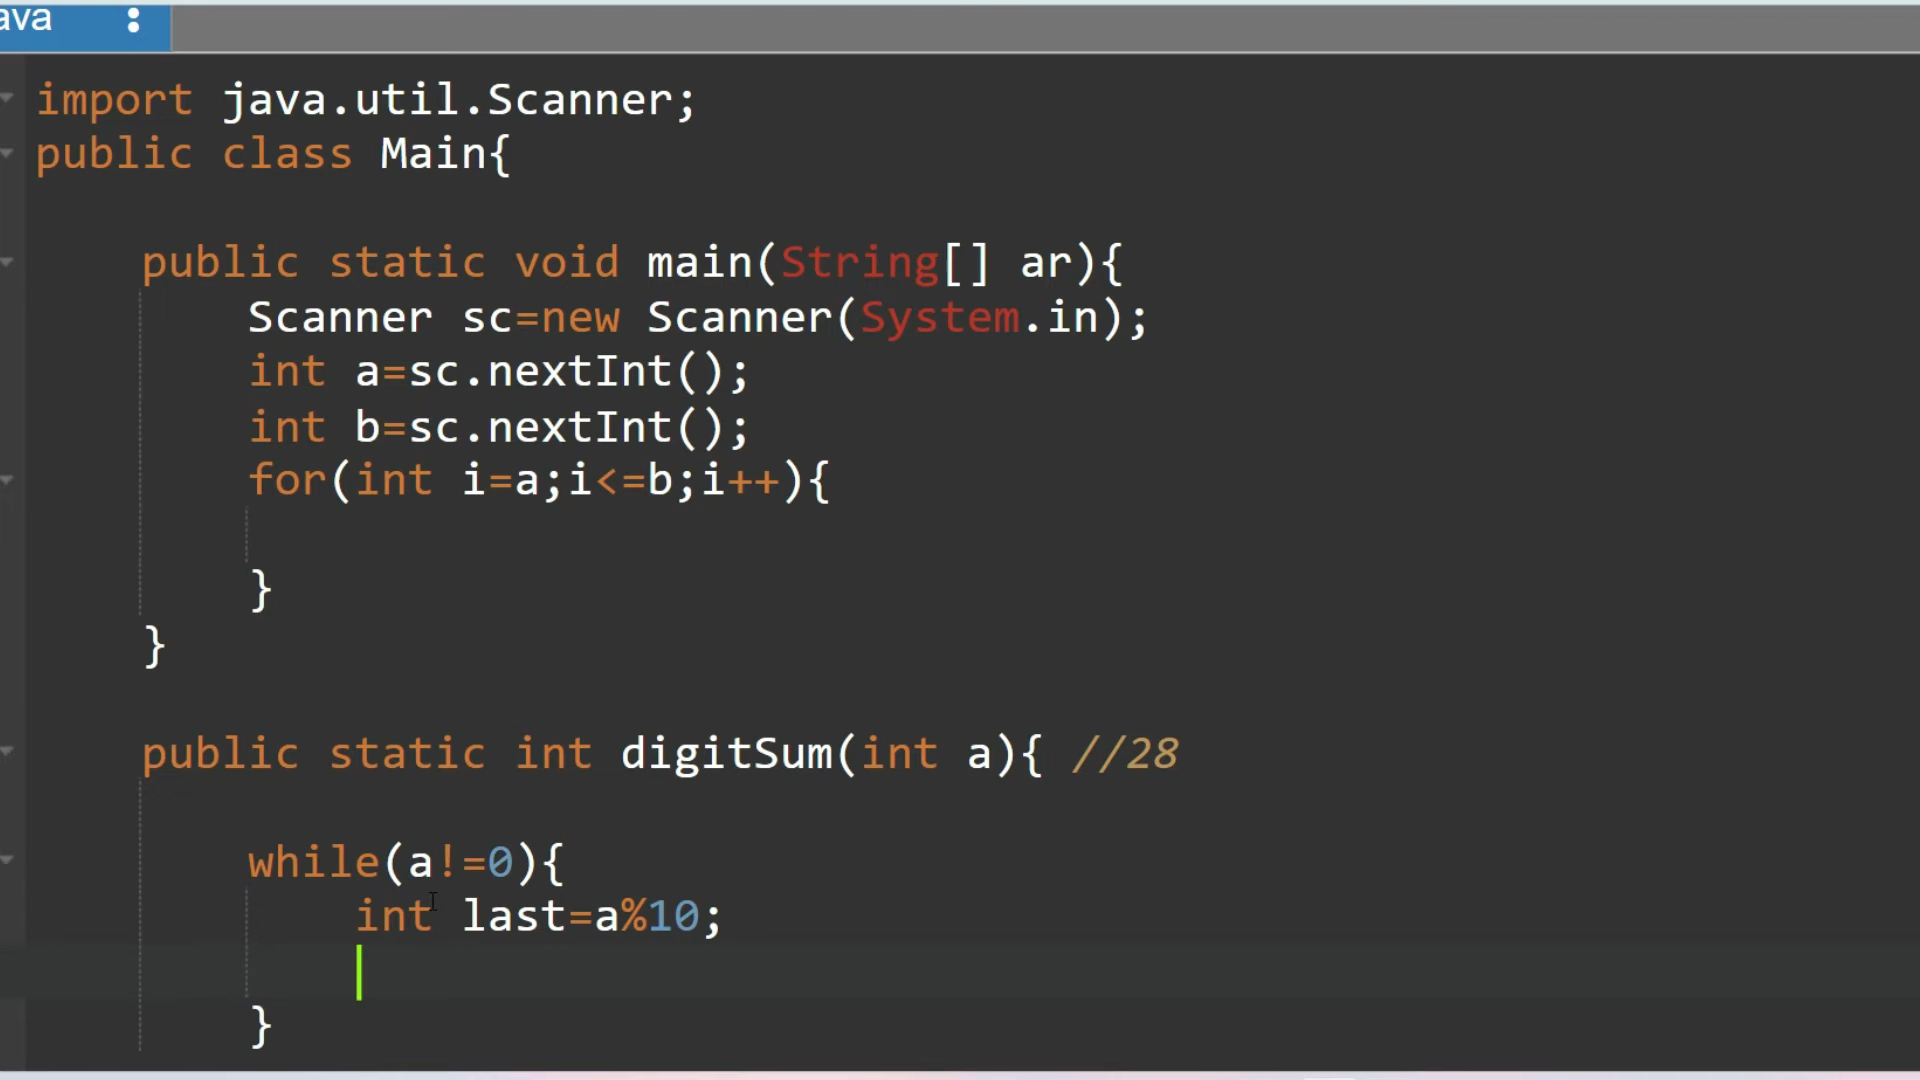 ava
import java.util.Scanner;
public class Main{
public static void main(String[] ar){
Scanner sc=new Scanner(System.in);
int a=sc.nextInt();
int b=sc.nextInt();
for(int i=a;i<=b;i++){
}
}
public static int digitSum(int a){ //28
while(a!=0){
int last=a%10;
}